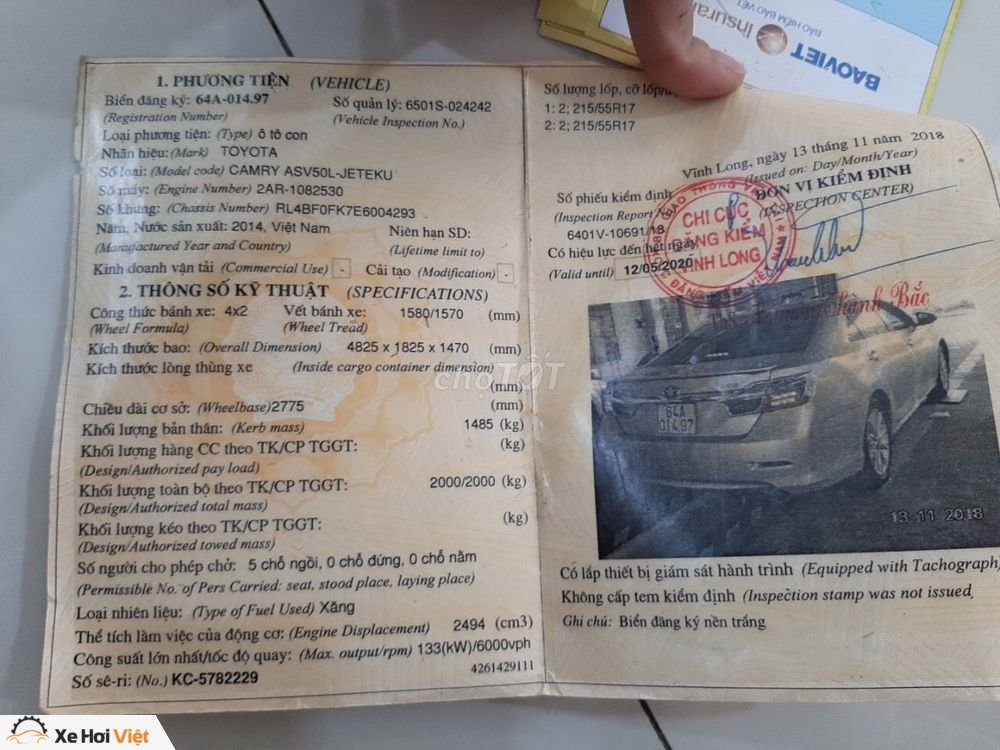 BAOVIET Insuran
BẢO HIỂM BẢO VIỆT
1. PHƯƠNG TIỆN (VEHICLE)
Biển đăng ký: 64A-014.97 Số quản lý: 6501S-024242
(Registration Number) (Vehicle Inspection No.)
Loại phương tiện: (Type) ô tô con
Nhãn hiệu: (Mark) TOYOTA
Số loại: (Model code) CAMRY ASV50L-JETEKU
Số máy: (Engine Number) 2AR-1082530
Số khung: (Chassis Number) RL4BF0FK7E6004293
Năm, Nước sản xuất: 2014, Việt Nam Niên hạn SD:
(Manufactured Year and Country) (Lifetime limit to)
Kinh doanh vận tải (Commercial Use) - Cải tạo (Modification) -
2. THÔNG SỐ KỸ THUẬT (SPECIFICATIONS)
Công thức bánh xe: 4x2 Vết bánh xe: 1580/1570 (mm)
(Wheel Formula) (Wheel Tread)
Kích thước bao: (Overall Dimension) 4825 x 1825 x 1470 (mm)
Kích thước lòng thùng xe (Inside cargo container dimension)
(mm)
Chiều dài cơ sở: (Wheelbase) 2775 (mm)
Khối lượng bản thân: (Kerb mass) 1485 (kg)
Khối lượng hàng CC theo TK/CP TGGT: (kg)
(Design/Authorized pay load)
Khối lượng toàn bộ theo TK/CP TGGT: 2000/2000 (kg)
(Design/Authorized total mass)
Khối lượng kéo theo TK/CP TGGT: (kg)
(Design/Authorized towed mass)
Số người cho phép chở: 5 chỗ ngồi, 0 chỗ đứng, 0 chỗ nằm
(Permissible No. of Pers Carried: seat, stood place, laying place)
Loại nhiên liệu: (Type of Fuel Used) Xăng
Thể tích làm việc của động cơ: (Engine Displacement) 2494 (cm3)
Công suất lớn nhất/tốc độ quay: (Max. output/rpm) 133(kW)/6000vph
Số sê-ri: (No.) KC-5782229 4261429111
Số lượng lốp, cỡ lốp/
1: 2; 215/55R17
2: 2; 215/55R17
Vĩnh Long, ngày 13 tháng 11 năm 2018
(Issued on: Day/Month/Year)
Số phiếu kiểm định ĐƠN VỊ KIỂM ĐỊNH
(Inspection Report No) (INSPECTION CENTER)
6401V-10691/18
Có hiệu lực đến hết ngày
(Valid until) 12/05/2020
CHI CỤC
ĐĂNG KIỂM
VĨNH LONG
Khánh Bắc
64A
014.97
13 11 2018
Có lắp thiết bị giám sát hành trình (Equipped with Tachograph)
Không cấp tem kiểm định (Inspection stamp was not issued,
Ghi chú: Biển đăng ký nền trắng
chợTỐT
Xe Hơi Việt